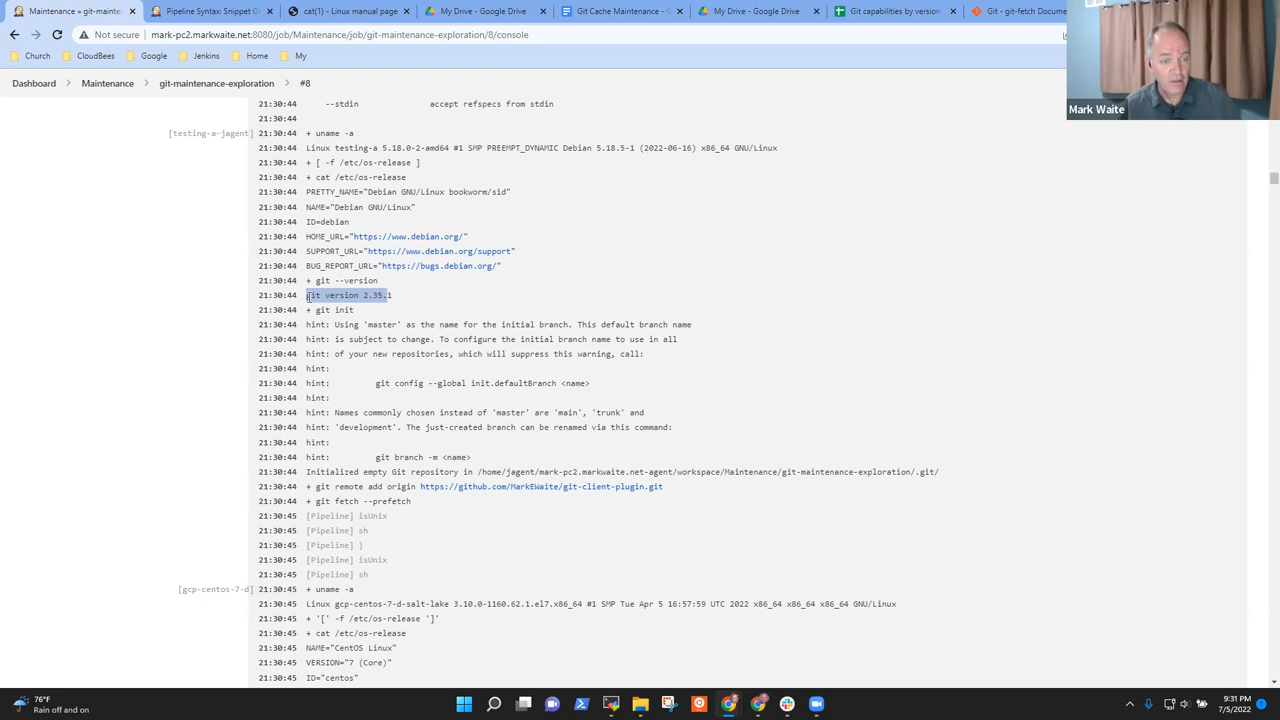 Maintenance » git-maintenan
Pipeline Syntax: Snippet Gene
cat(1) - Linux manual page
My Drive - Google Drive
Git Cache Maintenance - Goo
My Drive - Google Drive
Git capabilities by version - G
Git - git-fetch Documentatio
Not secure | mark-pc2.markwaite.net:8080/job/Maintenance/job/git-maintenance-exploration/8/console
Church
CloudBees
Google
Jenkins
Home
My
Dashboard
Maintenance
git-maintenance-exploration
#8
21:30:44 --stdin accept refspecs from stdin
21:30:44
[testing-a-jagent] 21:30:44 + uname -a
21:30:44 Linux testing-a 5.18.0-2-amd64 #1 SMP PREEMPT_DYNAMIC Debian 5.18.5-1 (2022-06-16) x86_64 GNU/Linux
21:30:44 + [ -f /etc/os-release ]
21:30:44 + cat /etc/os-release
21:30:44 PRETTY_NAME="Debian GNU/Linux bookworm/sid"
21:30:44 NAME="Debian GNU/Linux"
21:30:44 ID=debian
21:30:44 HOME_URL="https://www.debian.org/"
21:30:44 SUPPORT_URL="https://www.debian.org/support"
21:30:44 BUG_REPORT_URL="https://bugs.debian.org/"
21:30:44 + git --version
21:30:44 git version 2.35.1
21:30:44 + git init
21:30:44 hint: Using 'master' as the name for the initial branch. This default branch name
21:30:44 hint: is subject to change. To configure the initial branch name to use in all
21:30:44 hint: of your new repositories, which will suppress this warning, call:
21:30:44 hint:
21:30:44 hint: git config --global init.defaultBranch <name>
21:30:44 hint:
21:30:44 hint: Names commonly chosen instead of 'master' are 'main', 'trunk' and
21:30:44 hint: 'development'. The just-created branch can be renamed via this command:
21:30:44 hint:
21:30:44 hint: git branch -m <name>
21:30:44 Initialized empty Git repository in /home/jagent/mark-pc2.markwaite.net-agent/workspace/Maintenance/git-maintenance-exploration/.git/
21:30:44 + git remote add origin https://github.com/MarkEWaite/git-client-plugin.git
21:30:44 + git fetch --prefetch
21:30:45 [Pipeline] isUnix
21:30:45 [Pipeline] sh
21:30:45 [Pipeline] }
21:30:45 [Pipeline] isUnix
21:30:45 [Pipeline] sh
[gcp-centos-7-d] 21:30:45 + uname -a
21:30:45 Linux gcp-centos-7-d-salt-lake 3.10.0-1160.62.1.el7.x86_64 #1 SMP Tue Apr 5 16:57:59 UTC 2022 x86_64 x86_64 x86_64 GNU/Linux
21:30:45 + '[' -f /etc/os-release ']'
21:30:45 + cat /etc/os-release
21:30:45 NAME="CentOS Linux"
21:30:45 VERSION="7 (Core)"
21:30:45 ID="centos"
Mark Waite
76°F
Rain off and on
9:31 PM
7/5/2022